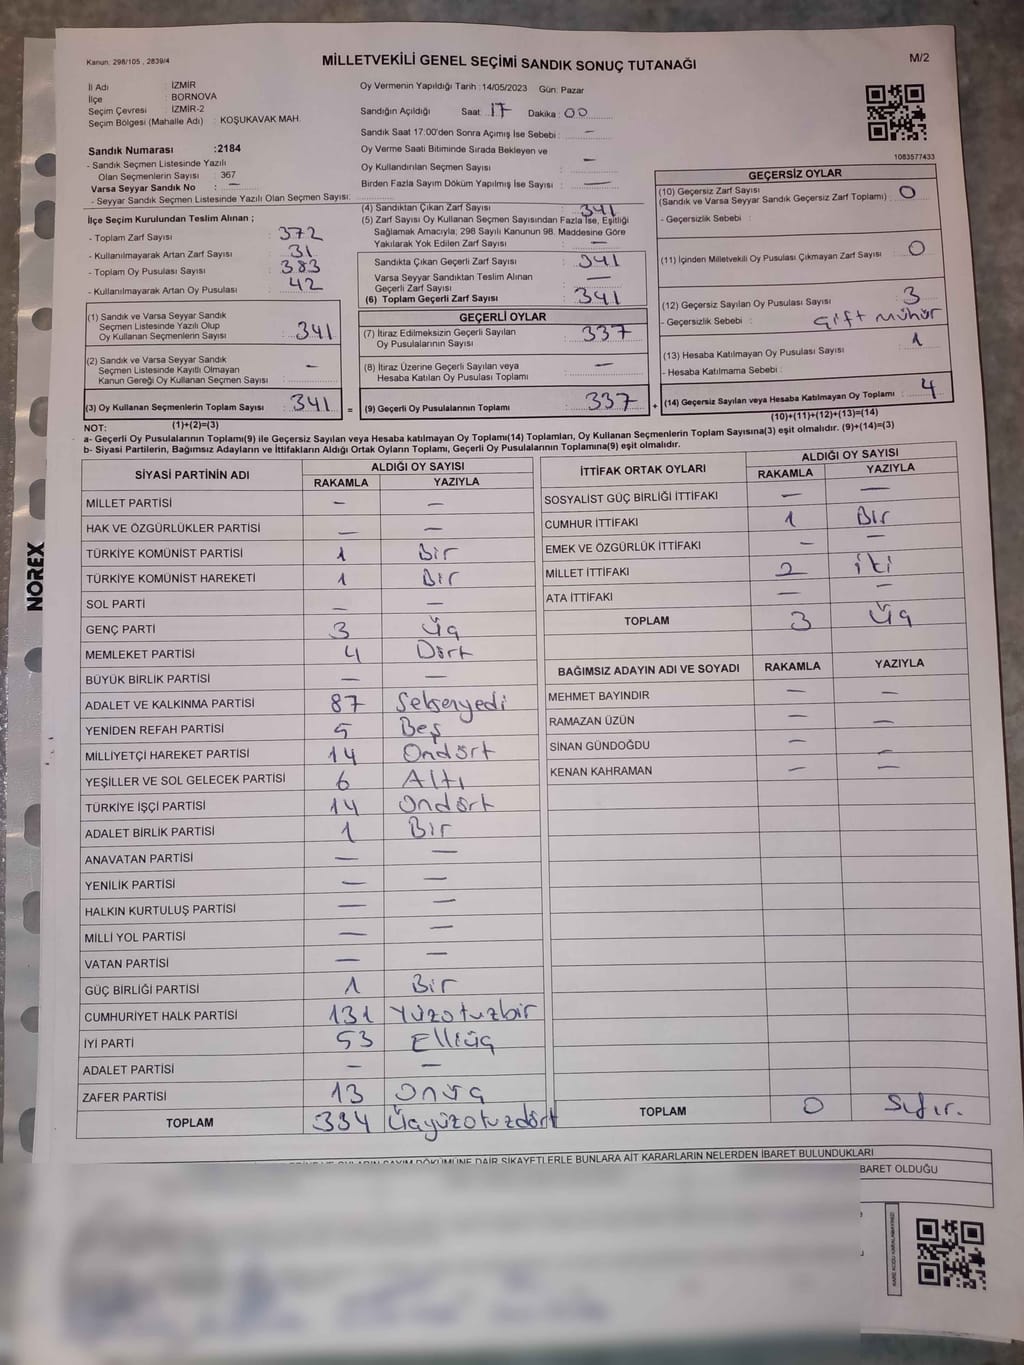 Kanun: 298/105 , 2839/4
MİLLETVEKİLİ GENEL SEÇİMİ SANDIK SONUÇ TUTANAĞI
M/2
İl Adı : İZMİR
İlçe : BORNOVA
Seçim Çevresi : İZMİR-2
Seçim Bölgesi (Mahalle Adı) : KOŞUKAVAK MAH.
Sandık Numarası :2184
- Sandık Seçmen Listesinde Yazılı
Olan Seçmenlerin Sayısı : 367
Varsa Seyyar Sandık No : —
- Seyyar Sandık Seçmen Listesinde Yazılı Olan Seçmen Sayısı:
İlçe Seçim Kurulundan Teslim Alınan ;
- Toplam Zarf Sayısı : 372
- Kullanılmayarak Artan Zarf Sayısı : 31
- Toplam Oy Pusulası Sayısı : 383
- Kullanılmayarak Artan Oy Pusulası : 42
Oy Vermenin Yapıldığı Tarih :14/05/2023 Gün: Pazar
Sandığın Açıldığı Saat :17 Dakika :00
Sandık Saat 17:00'den Sonra Açımış İse Sebebi : —
Oy Verme Saati Bitiminde Sırada Bekleyen ve
Oy Kullandırılan Seçmen Sayısı : —
Birden Fazla Sayım Döküm Yapılmış İse Sayısı : —
(4) Sandıktan Çıkan Zarf Sayısı : 341
(5) Zarf Sayısı Oy Kullanan Seçmen Sayısından Fazla İse, Eşitliği
Sağlamak Amacıyla; 298 Sayılı Kanunun 98. Maddesine Göre
Yakılarak Yok Edilen Zarf Sayısı : —
Sandıkta Çıkan Geçerli Zarf Sayısı : 341
Varsa Seyyar Sandıktan Teslim Alınan
Geçerli Zarf Sayısı : —
(6) Toplam Geçerli Zarf Sayısı : 341
1083577433
GEÇERSİZ OYLAR
(10) Geçersiz Zarf Sayısı
(Sandık ve Varsa Seyyar Sandık Geçersiz Zarf Toplamı) : 0
- Geçersizlik Sebebi :
(11) İçinden Milletvekili Oy Pusulası Çıkmayan Zarf Sayısı : 0
(12) Geçersiz Sayılan Oy Pusulası Sayısı : 3
- Geçersizlik Sebebi : Çift mühür
(13) Hesaba Katılmayan Oy Pusulası Sayısı : 1
- Hesaba Katılmama Sebebi :
(14) Geçersiz Sayılan veya Hesaba Katılmayan Oy Toplamı : 4
(10)+(11)+(12)+(13)=(14)
(1) Sandık ve Varsa Seyyar Sandık
Seçmen Listesinde Yazılı Olup
Oy Kullanan Seçmenlerin Sayısı : 341
(2) Sandık ve Varsa Seyyar Sandık
Seçmen Listesinde Kayıtlı Olmayan
Kanun Gereği Oy Kullanan Seçmen Sayısı : —
(3) Oy Kullanan Seçmenlerin Toplam Sayısı : 341 =
(1)+(2)=(3)
GEÇERLİ OYLAR
(7) İtiraz Edilmeksizin Geçerli Sayılan
Oy Pusulalarının Sayısı : 337
(8) İtiraz Üzerine Geçerli Sayılan veya
Hesaba Katılan Oy Pusulası Toplamı : —
(9) Geçerli Oy Pusulalarının Toplamı : 337 +
NOT:
a- Geçerli Oy Pusulalarının Toplamı(9) ile Geçersiz Sayılan veya Hesaba katılmayan Oy Toplamı(14) Toplamları, Oy Kullanan Seçmenlerin Toplam Sayısına(3) eşit olmalıdır. (9)+(14)=(3)
b- Siyasi Partilerin, Bağımsız Adayların ve İttifakların Aldığı Ortak Oyların Toplamı, Geçerli Oy Pusulalarının Toplamına(9) eşit olmalıdır.
SİYASİ PARTİNİN ADI ALDIĞI OY SAYISI
RAKAMLA YAZIYLA
MİLLET PARTİSİ — —
HAK VE ÖZGÜRLÜKLER PARTİSİ — —
TÜRKİYE KOMÜNİST PARTİSİ 1 Bir
TÜRKİYE KOMÜNİST HAREKETİ 1 Bir
SOL PARTİ — —
GENÇ PARTİ 3 Üç
MEMLEKET PARTİSİ 4 Dört
BÜYÜK BİRLİK PARTİSİ — —
ADALET VE KALKINMA PARTİSİ 87 Seksenyedi
YENİDEN REFAH PARTİSİ 5 Beş
MİLLİYETÇİ HAREKET PARTİSİ 14 Ondört
YEŞİLLER VE SOL GELECEK PARTİSİ 6 Altı
TÜRKİYE İŞÇİ PARTİSİ 14 Ondört
ADALET BİRLİK PARTİSİ 1 Bir
ANAVATAN PARTİSİ — —
YENİLİK PARTİSİ — —
HALKIN KURTULUŞ PARTİSİ — —
MİLLİ YOL PARTİSİ — —
VATAN PARTİSİ — —
GÜÇ BİRLİĞİ PARTİSİ 1 Bir
CUMHURİYET HALK PARTİSİ 131 Yüzotuzbir
İYİ PARTİ 53 Elliüç
ADALET PARTİSİ — —
ZAFER PARTİSİ 13 Onüç
TOPLAM 334 Üçyüzotuzdört
İTTİFAK ORTAK OYLARI ALDIĞI OY SAYISI
RAKAMLA YAZIYLA
SOSYALİST GÜÇ BİRLİĞİ İTTİFAKI — —
CUMHUR İTTİFAKI 1 Bir
EMEK VE ÖZGÜRLÜK İTTİFAKI — —
MİLLET İTTİFAKI 2 iki
ATA İTTİFAKI — —
TOPLAM 3 Üç
BAĞIMSIZ ADAYIN ADI VE SOYADI RAKAMLA YAZIYLA
MEHMET BAYINDIR — —
RAMAZAN ÜZÜN — —
SİNAN GÜNDOĞDU — —
KENAN KAHRAMAN — —
TOPLAM 0 Sıfır.
SAYIM DÖKÜMÜNE DAİR ŞİKAYETLERLE BUNLARA AİT KARARLARIN NELERDEN İBARET BULUNDUKLARI
BARET OLDUĞU
NOREX